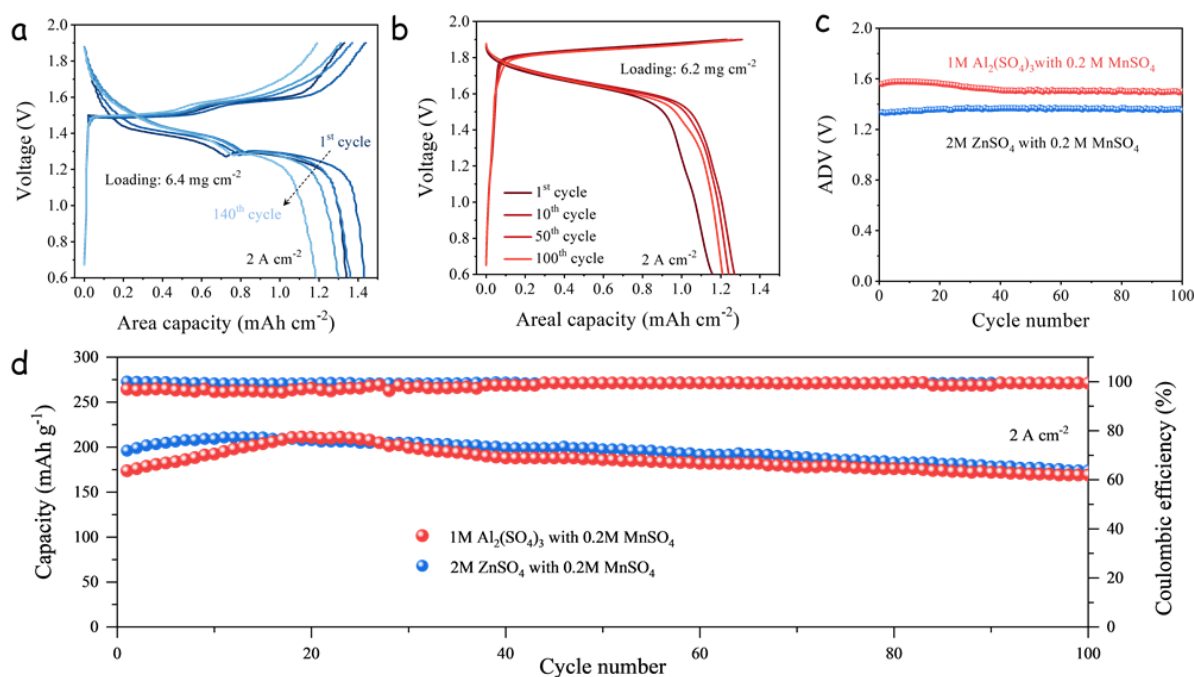 a
Voltage (V)
2.0
1.8
1.6
1.4
1.2
1.0
0.8
0.6
0.0 0.2 0.4 0.6 0.8 1.0 1.2 1.4
Area capacity (mAh cm⁻²)
1ˢᵗ cycle
Loading: 6.4 mg cm⁻²
140ᵗʰ cycle
2 A cm⁻²
b
Voltage (V)
2.0
1.8
1.6
1.4
1.2
1.0
0.8
0.6
0.0 0.2 0.4 0.6 0.8 1.0 1.2 1.4
Areal capacity (mAh cm⁻²)
Loading: 6.2 mg cm⁻²
1ˢᵗ cycle
10ᵗʰ cycle
50ᵗʰ cycle
100ᵗʰ cycle
2 A cm⁻²
c
ADV (V)
2.0
1.6
1.2
0.8
0.4
0.0
0 20 40 60 80 100
Cycle number
1M Al₂(SO₄)₃with 0.2 M MnSO₄
2M ZnSO₄ with 0.2 M MnSO₄
d
Capacity (mAh g⁻¹)
300
250
200
175
100
75
50
0
0 20 40 60 80 100
Cycle number
100
80
60
40
20
0
Coulombic efficiency (%)
2 A cm⁻²
1M Al₂(SO₄)₃ with 0.2M MnSO₄
2M ZnSO₄ with 0.2M MnSO₄